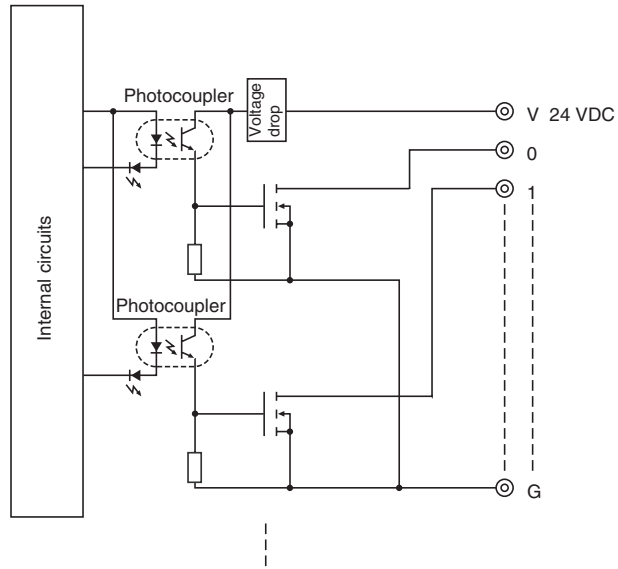 Photocoupler
Voltage
drop
V 24 VDC
0
1
Internal circuits
Photocoupler
G